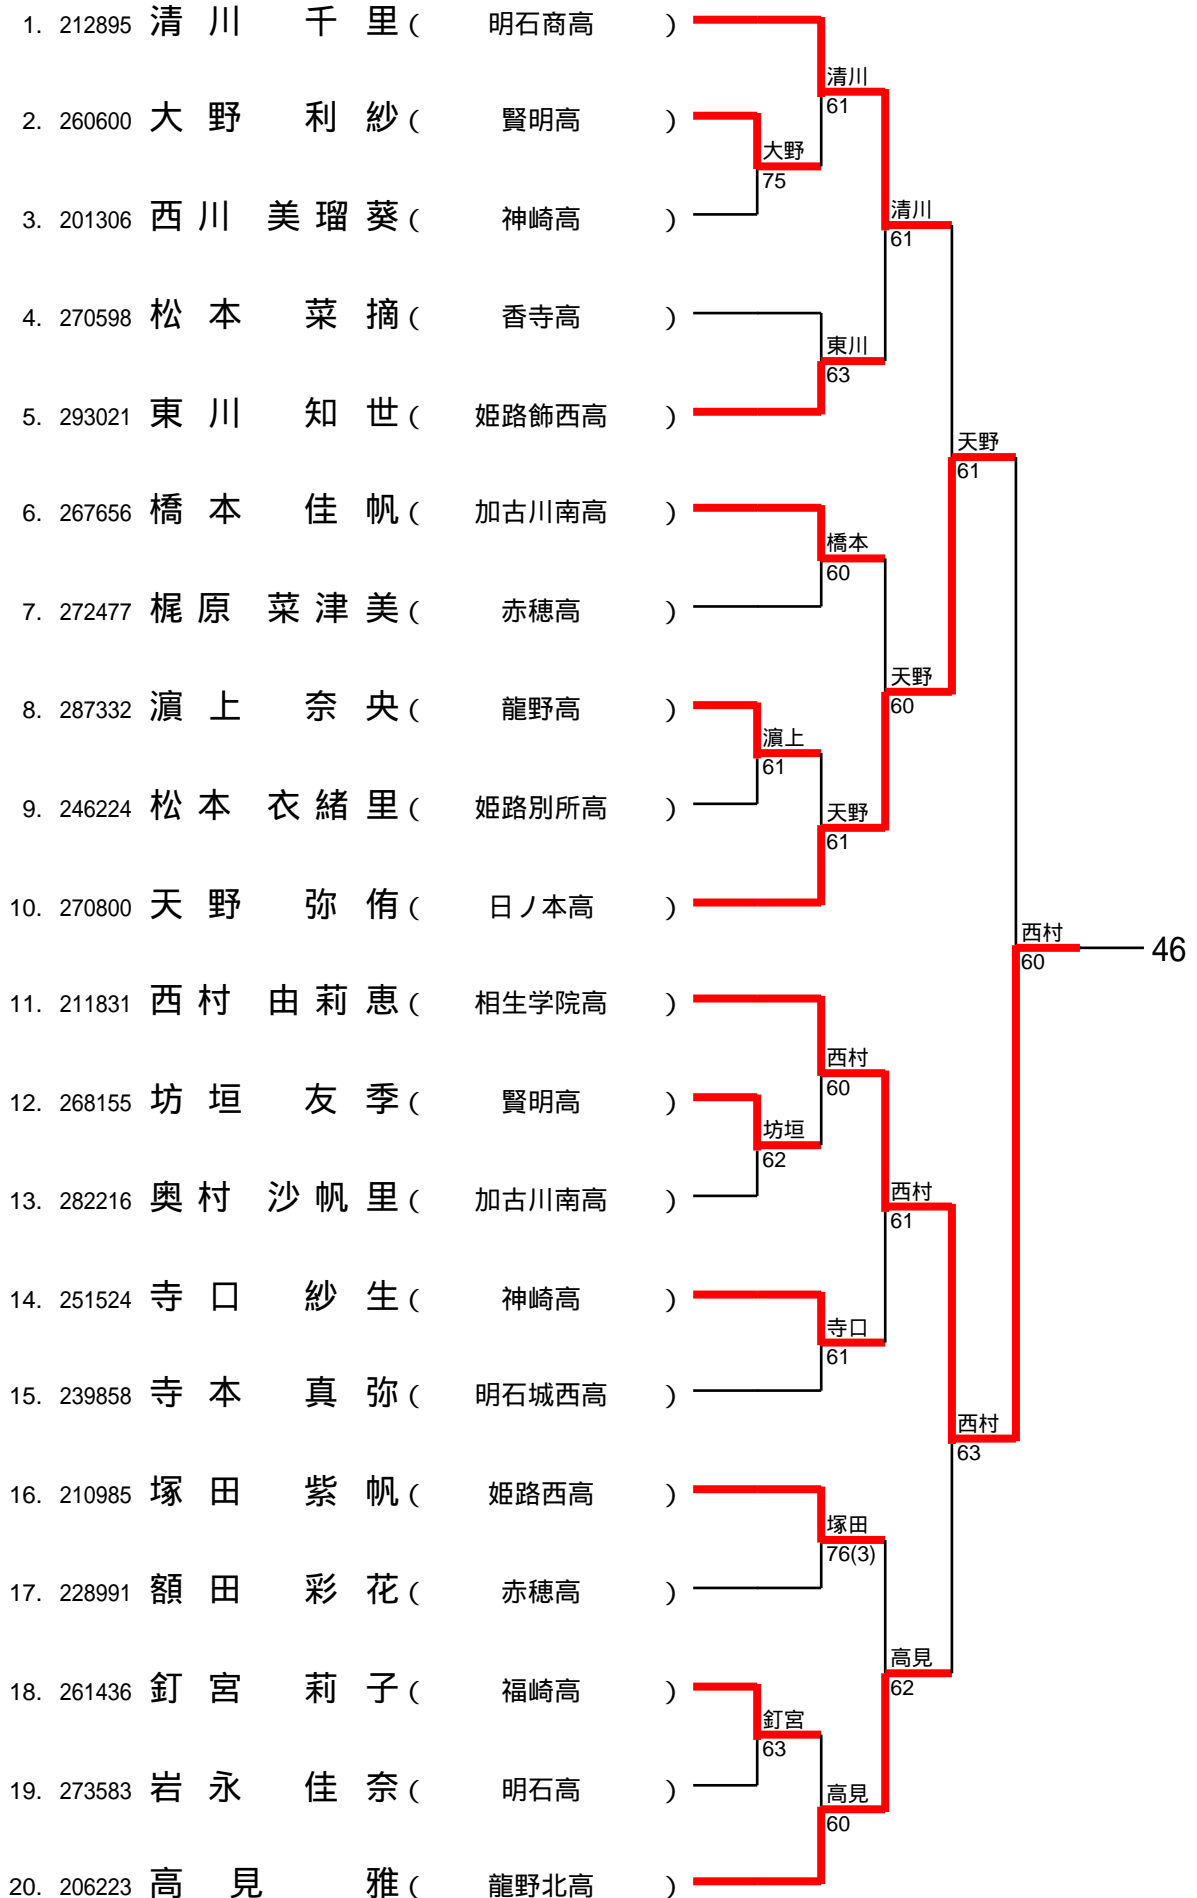 1. 212895 清川 千里 ( 明石商高 )
清川
61
2. 260600 大野 利紗 ( 賢明高 )
大野
75
3. 201306 西川 美瑠葵 ( 神崎高 )
清川
61
4. 270598 松本 菜摘 ( 香寺高 )
東川
63
5. 293021 東川 知世 ( 姫路飾西高 )
天野
61
6. 267656 橋本 佳帆 ( 加古川南高 )
橋本
60
7. 272477 梶原 菜津美 ( 赤穂高 )
天野
60
8. 287332 濵上 奈央 ( 龍野高 )
濵上
61
9. 246224 松本 衣緒里 ( 姫路別所高 )
天野
61
10. 270800 天野 弥侑 ( 日ノ本高 )
西村
60
46
11. 211831 西村 由莉恵 ( 相生学院高 )
西村
60
12. 268155 坊垣 友季 ( 賢明高 )
坊垣
62
13. 282216 奥村 沙帆里 ( 加古川南高 )
西村
61
14. 251524 寺口 紗生 ( 神崎高 )
寺口
61
15. 239858 寺本 真弥 ( 明石城西高 )
西村
63
16. 210985 塚田 紫帆 ( 姫路西高 )
塚田
76(3)
17. 228991 額田 彩花 ( 赤穂高 )
高見
62
18. 261436 釘宮 莉子 ( 福崎高 )
釘宮
63
19. 273583 岩永 佳奈 ( 明石高 )
高見
60
20. 206223 高見 雅 ( 龍野北高 )